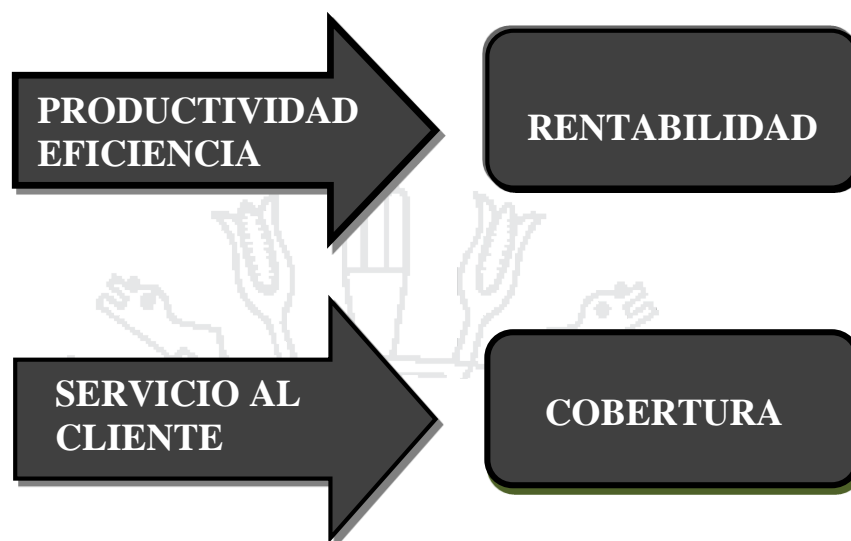 PRODUCTIVIDAD
EFICIENCIA
RENTABILIDAD
SERVICIO AL
CLIENTE
COBERTURA